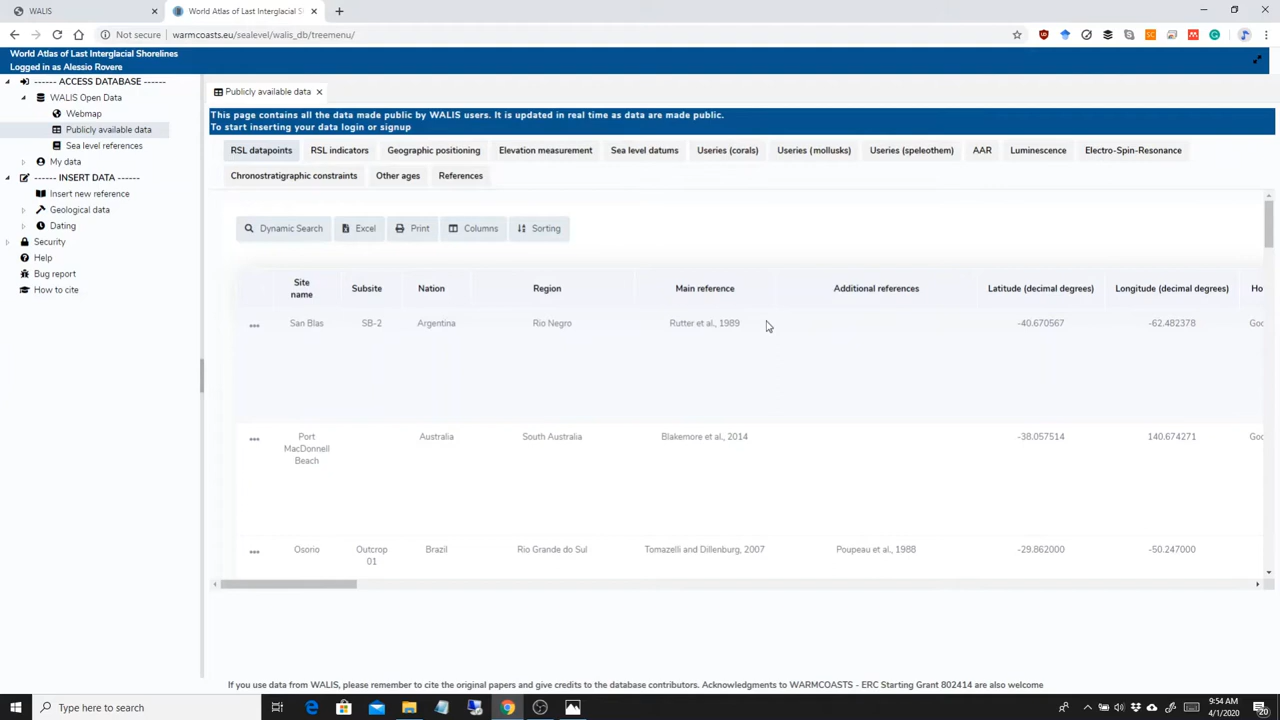 WALIS
World Atlas of Last Interglacial S
Not secure
warmcoasts.eu/sealevel/walis_db/treemenu/
World Atlas of Last Interglacial Shorelines
Logged in as Alessio Rovere
------ ACCESS DATABASE ------
WALIS Open Data
Webmap
Publicly available data
Sea level references
My data
------ INSERT DATA ------
Insert new reference
Geological data
Dating
Security
Help
Bug report
How to cite
Publicly available data
This page contains all the data made public by WALIS users. It is updated in real time as data are made public.
To start inserting your data login or signup
RSL datapoints RSL indicators Geographic positioning Elevation measurement Sea level datums Useries (corals) Useries (mollusks) Useries (speleothem) AAR Luminescence Electro-Spin-Resonance
Chronostratigraphic constraints Other ages References
Dynamic Search Excel Print Columns Sorting
Site name Subsite Nation Region Main reference Additional references Latitude (decimal degrees) Longitude (decimal degrees) Ho
San Blas SB-2 Argentina Rio Negro Rutter et al., 1989 -40.670567 -62.482378 Goo
Port MacDonnell Beach Australia South Australia Blakemore et al., 2014 -38.057514 140.674271 Goo
Osorio Outcrop 01 Brazil Rio Grande do Sul Tomazelli and Dillenburg, 2007 Poupeau et al., 1988 -29.862000 -50.247000
If you use data from WALIS, please remember to cite the original papers and give credits to the database contributors. Acknowledgments to WARMCOASTS - ERC Starting Grant 802414 are also welcome
Type here to search
9:54 AM
4/1/2020
20